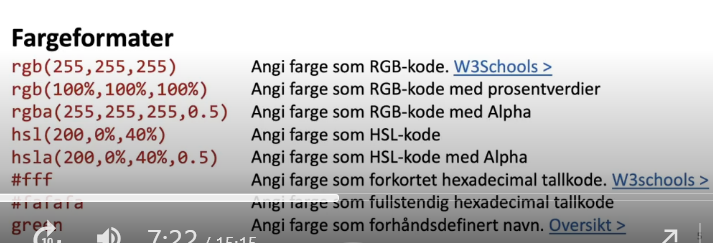 Fargeformater
rgb(255,255,255) Angi farge som RGB-kode. W3Schools >
rgb(100%,100%,100%) Angi farge som RGB-kode med prosentverdier
rgba(255,255,255,0.5) Angi farge som RGB-kode med Alpha
hsl(200,0%,40%) Angi farge som HSL-kode
hsla(200,0%,40%,0.5) Angi farge som HSL-kode med Alpha
#fff Angi farge som forkortet hexadecimal tallkode. W3schools >
#fafafa Angi farge som fullstendig hexadecimal tallkode
green Angi farge som forhåndsdefinert navn. Oversikt >
10 7:22 / 15:15